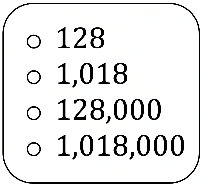 ○ 128
○ 1,018
○ 128,000
○ 1,018,000